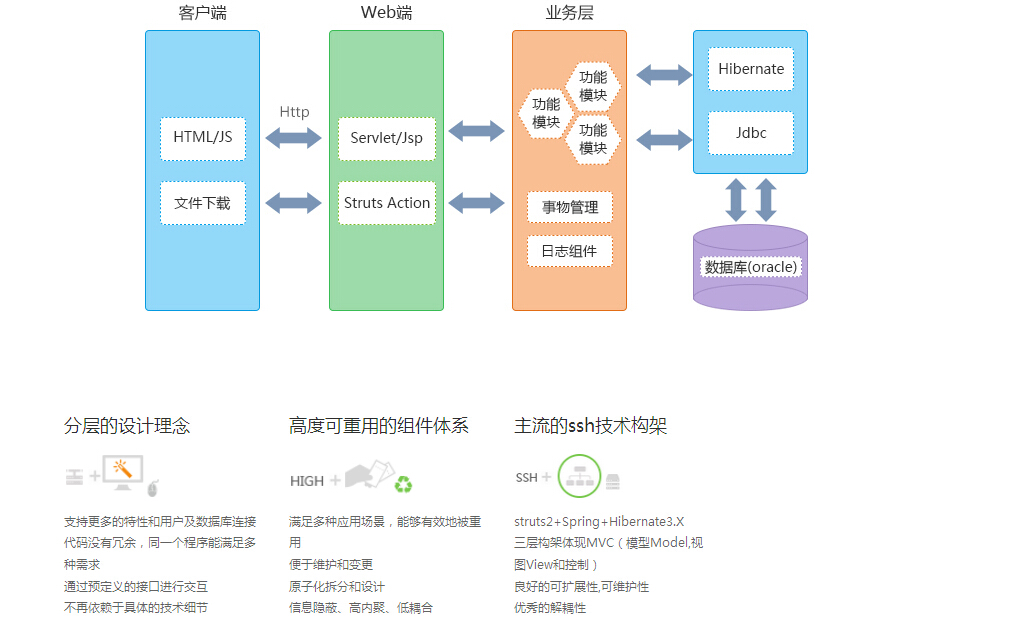 客户端
Web端
业务层
HTML/JS
文件下载
Http
Servlet/Jsp
Struts Action
功能
模块
功能
模块
功能
模块
事物管理
日志组件
Hibernate
Jdbc
数据库(oracle)
分层的设计理念
支持更多的特性和用户及数据库连接
代码没有冗余，同一个程序能满足多
种需求
通过预定义的接口进行交互
不再依赖于具体的技术细节
高度可重用的组件体系
HIGH +
满足多种应用场景，能够有效地被重
用
便于维护和变更
原子化拆分和设计
信息隐蔽、高内聚、低耦合
主流的ssh技术构架
SSH +
struts2+Spring+Hibernate3.X
三层构架体现MVC（模型Model,视
图View和控制）
良好的可扩展性,可维护性
优秀的解耦性